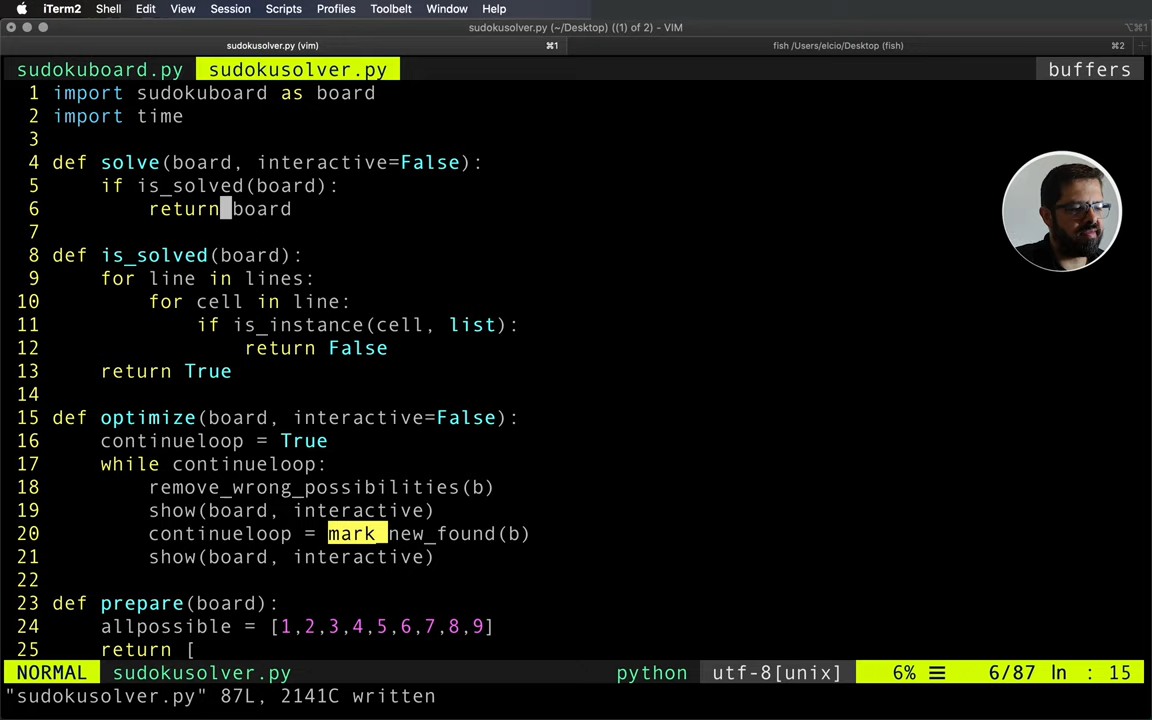 iTerm2 Shell Edit View Session Scripts Profiles Toolbelt Window Help
sudokusolver.py (~/Desktop) ((1) of 2) - VIM ⌥⌘1
sudokusolver.py (vim) ⌘1 fish /Users/elcio/Desktop (fish) ⌘2
sudokuboard.py sudokusolver.py buffers
1 import sudokuboard as board
2 import time
3
4 def solve(board, interactive=False):
5     if is_solved(board):
6         return board
7
8 def is_solved(board):
9     for line in lines:
10         for cell in line:
11             if is_instance(cell, list):
12                 return False
13     return True
14
15 def optimize(board, interactive=False):
16     continueloop = True
17     while continueloop:
18         remove_wrong_possibilities(b)
19         show(board, interactive)
20         continueloop = mark_new_found(b)
21         show(board, interactive)
22
23 def prepare(board):
24     allpossible = [1,2,3,4,5,6,7,8,9]
25     return [
NORMAL sudokusolver.py python utf-8[unix] 6% ☰ 6/87 ln : 15
"sudokusolver.py" 87L, 2141C written